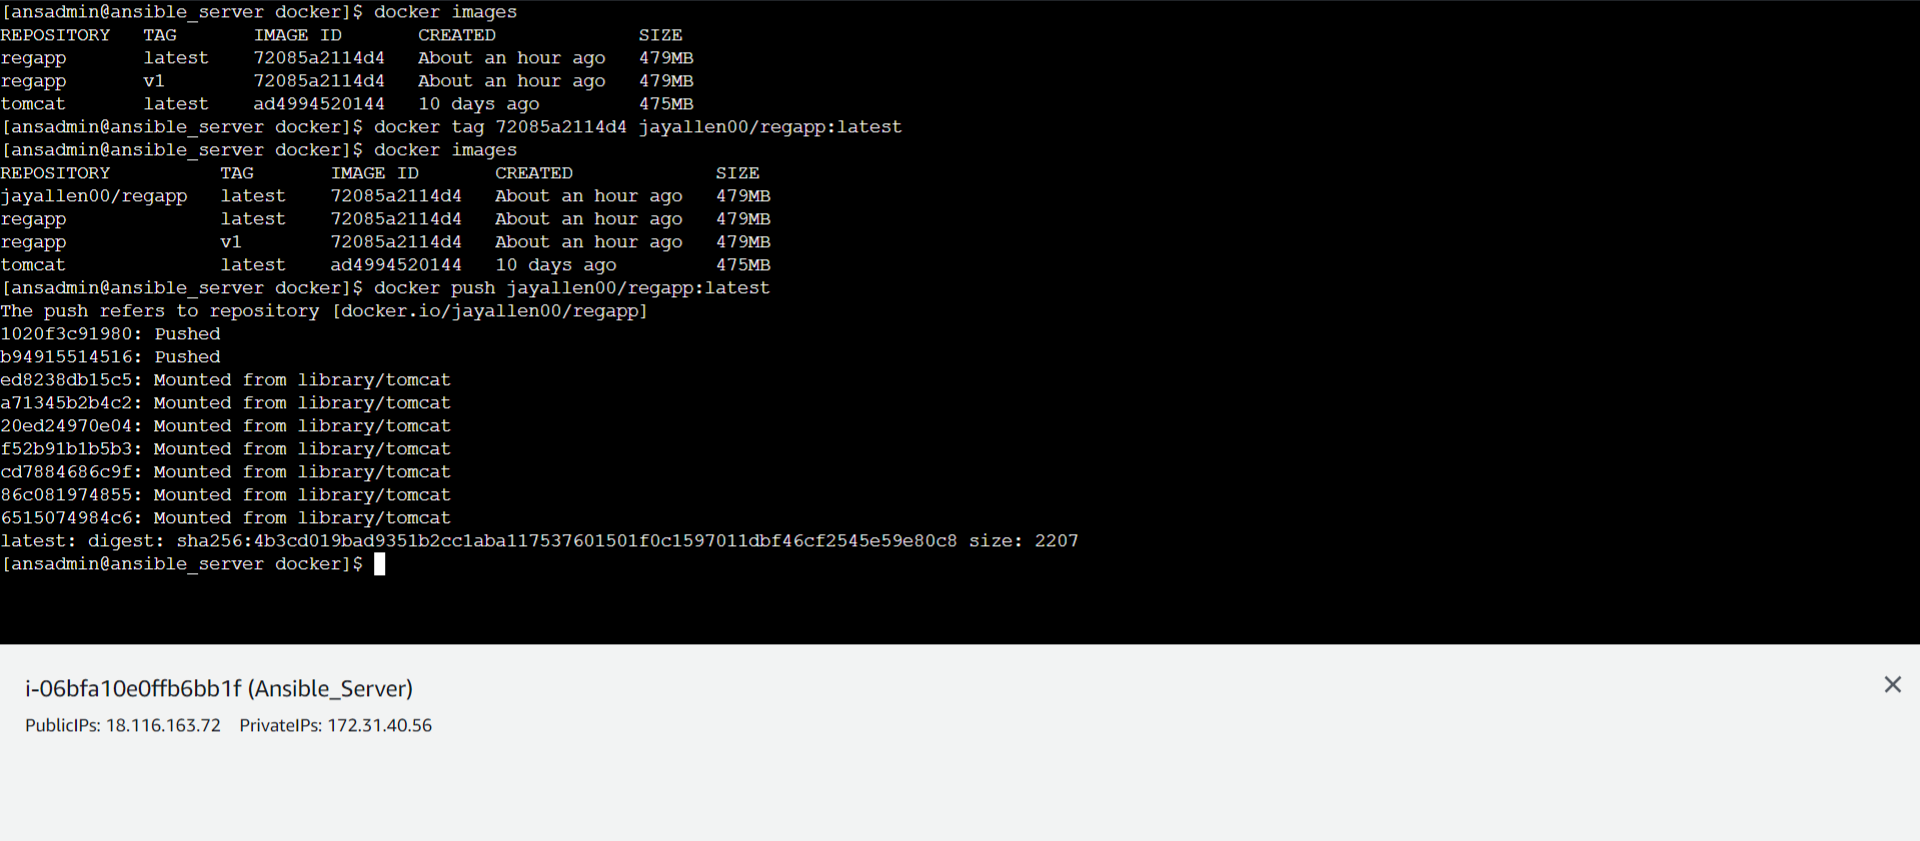 [ansadmin@ansible_server docker]$ docker images
REPOSITORY   TAG       IMAGE ID       CREATED             SIZE
regapp       latest    72085a2114d4   About an hour ago   479MB
regapp       v1        72085a2114d4   About an hour ago   479MB
tomcat       latest    ad4994520144   10 days ago         475MB
[ansadmin@ansible_server docker]$ docker tag 72085a2114d4 jayallen00/regapp:latest
[ansadmin@ansible_server docker]$ docker images
REPOSITORY          TAG       IMAGE ID       CREATED             SIZE
jayallen00/regapp   latest    72085a2114d4   About an hour ago   479MB
regapp              latest    72085a2114d4   About an hour ago   479MB
regapp              v1        72085a2114d4   About an hour ago   479MB
tomcat              latest    ad4994520144   10 days ago         475MB
[ansadmin@ansible_server docker]$ docker push jayallen00/regapp:latest
The push refers to repository [docker.io/jayallen00/regapp]
1020f3c91980: Pushed
b94915514516: Pushed
ed8238db15c5: Mounted from library/tomcat
a71345b2b4c2: Mounted from library/tomcat
20ed24970e04: Mounted from library/tomcat
f52b91b1b5b3: Mounted from library/tomcat
cd7884686c9f: Mounted from library/tomcat
86c081974855: Mounted from library/tomcat
6515074984c6: Mounted from library/tomcat
latest: digest: sha256:4b3cd019bad9351b2cc1aba117537601501f0c1597011dbf46cf2545e59e80c8 size: 2207
[ansadmin@ansible_server docker]$
i-06bfa10e0ffb6bb1f (Ansible_Server)
PublicIPs: 18.116.163.72   PrivateIPs: 172.31.40.56